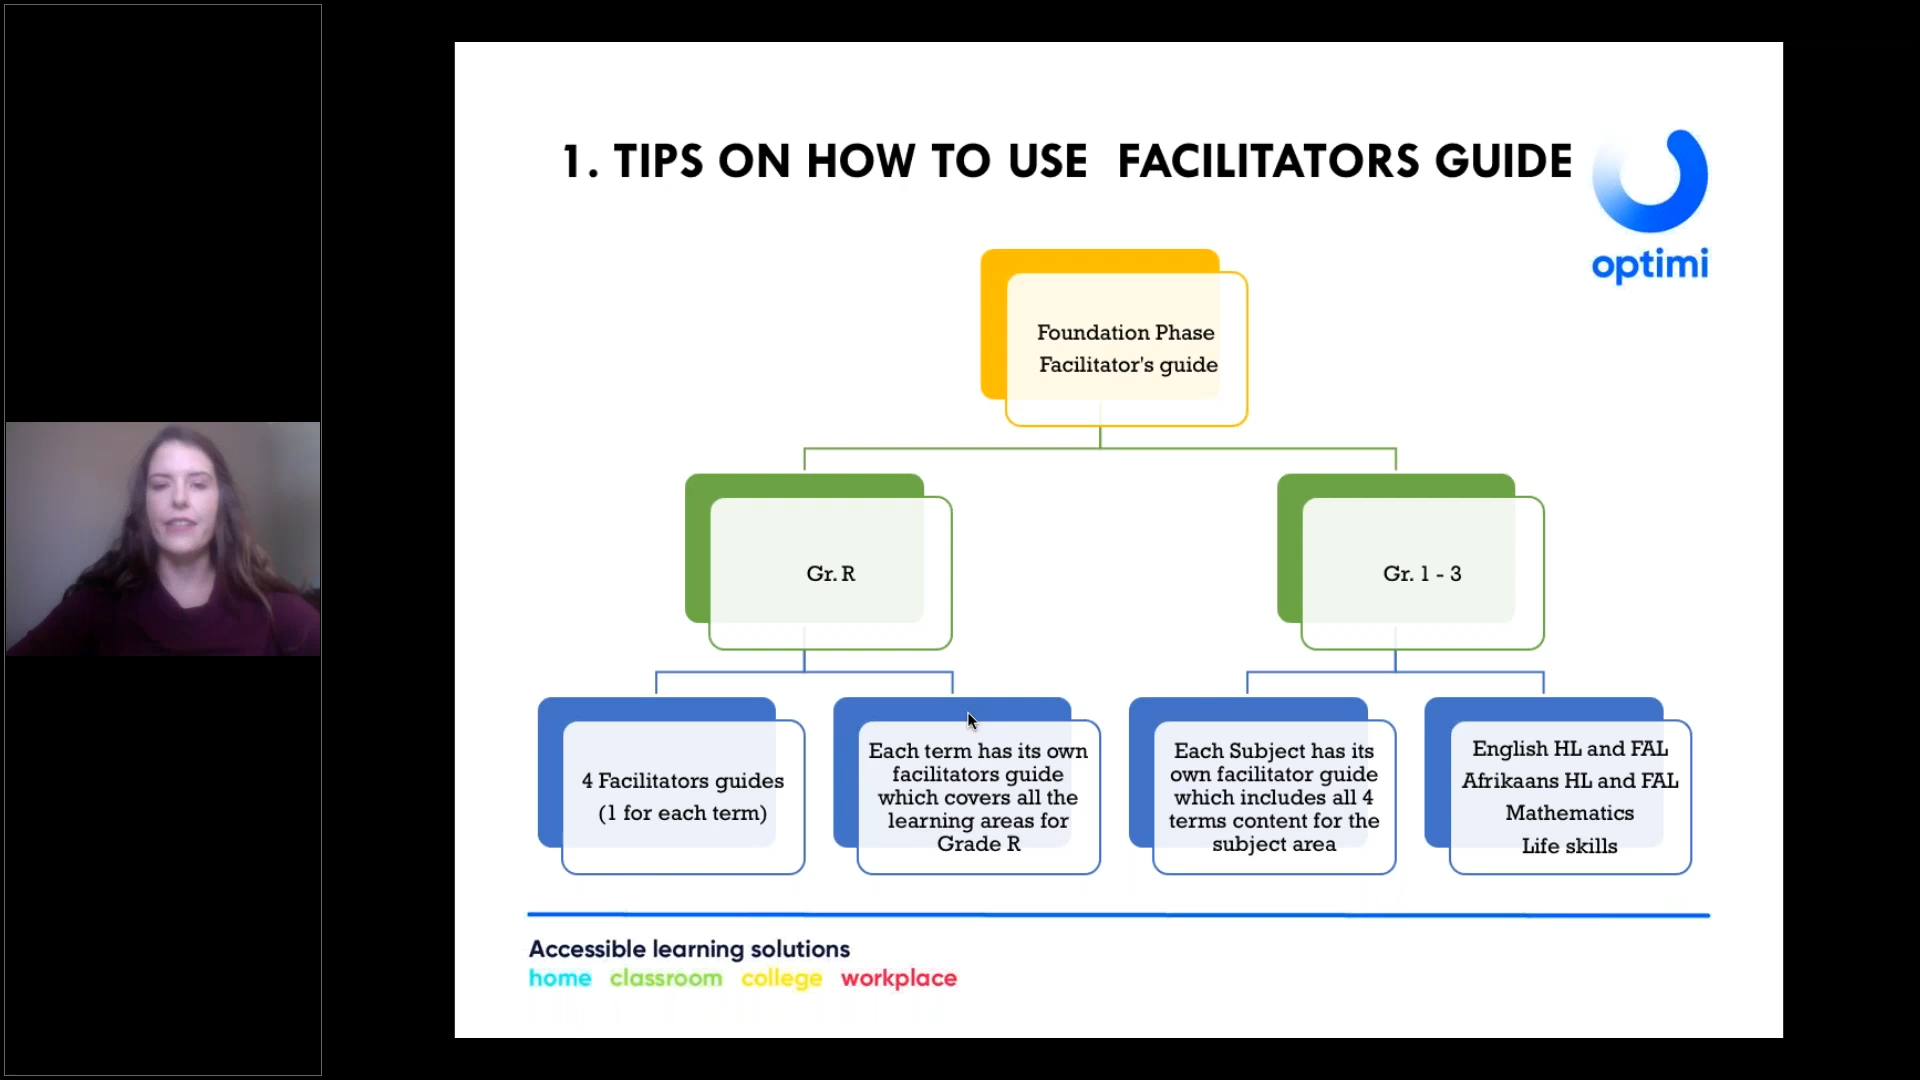 1. TIPS ON HOW TO USE FACILITATORS GUIDE
optimi
Foundation Phase
Facilitator's guide
Gr. R
Gr. 1 - 3
4 Facilitators guides
(1 for each term)
Each term has its own
facilitators guide
which covers all the
learning areas for
Grade R
Each Subject has its
own facilitator guide
which includes all 4
terms content for the
subject area
English HL and FAL
Afrikaans HL and FAL
Mathematics
Life skills
Accessible learning solutions
home classroom college workplace